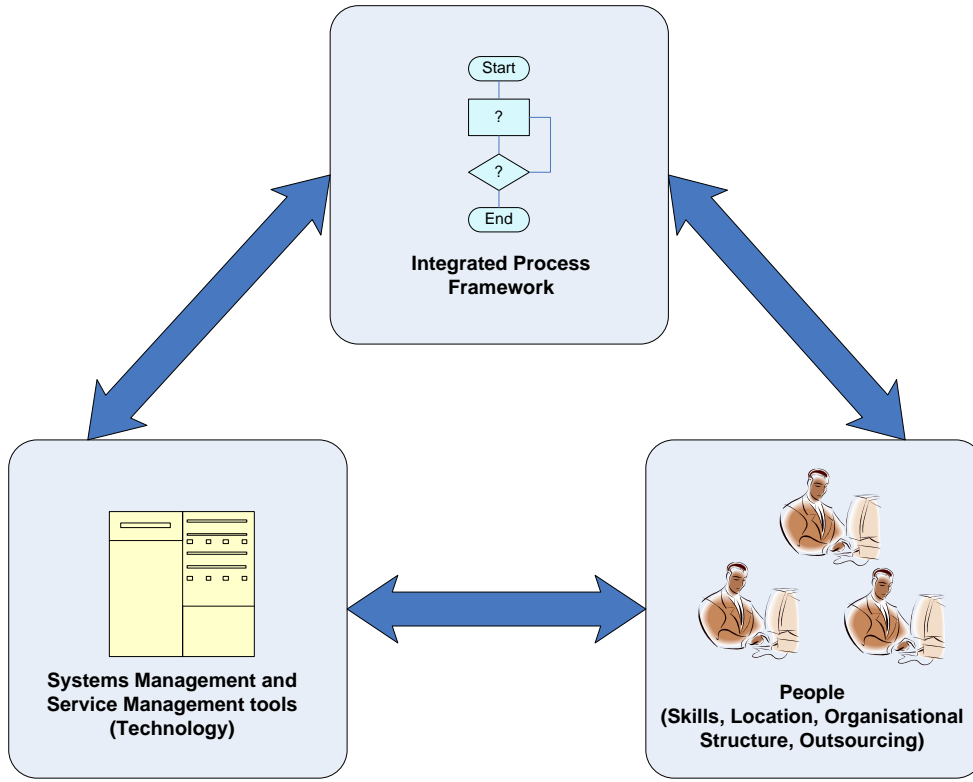 Start
?
?
End
Integrated Process
Framework
Systems Management and
Service Management tools
(Technology)
People
(Skills, Location, Organisational
Structure, Outsourcing)